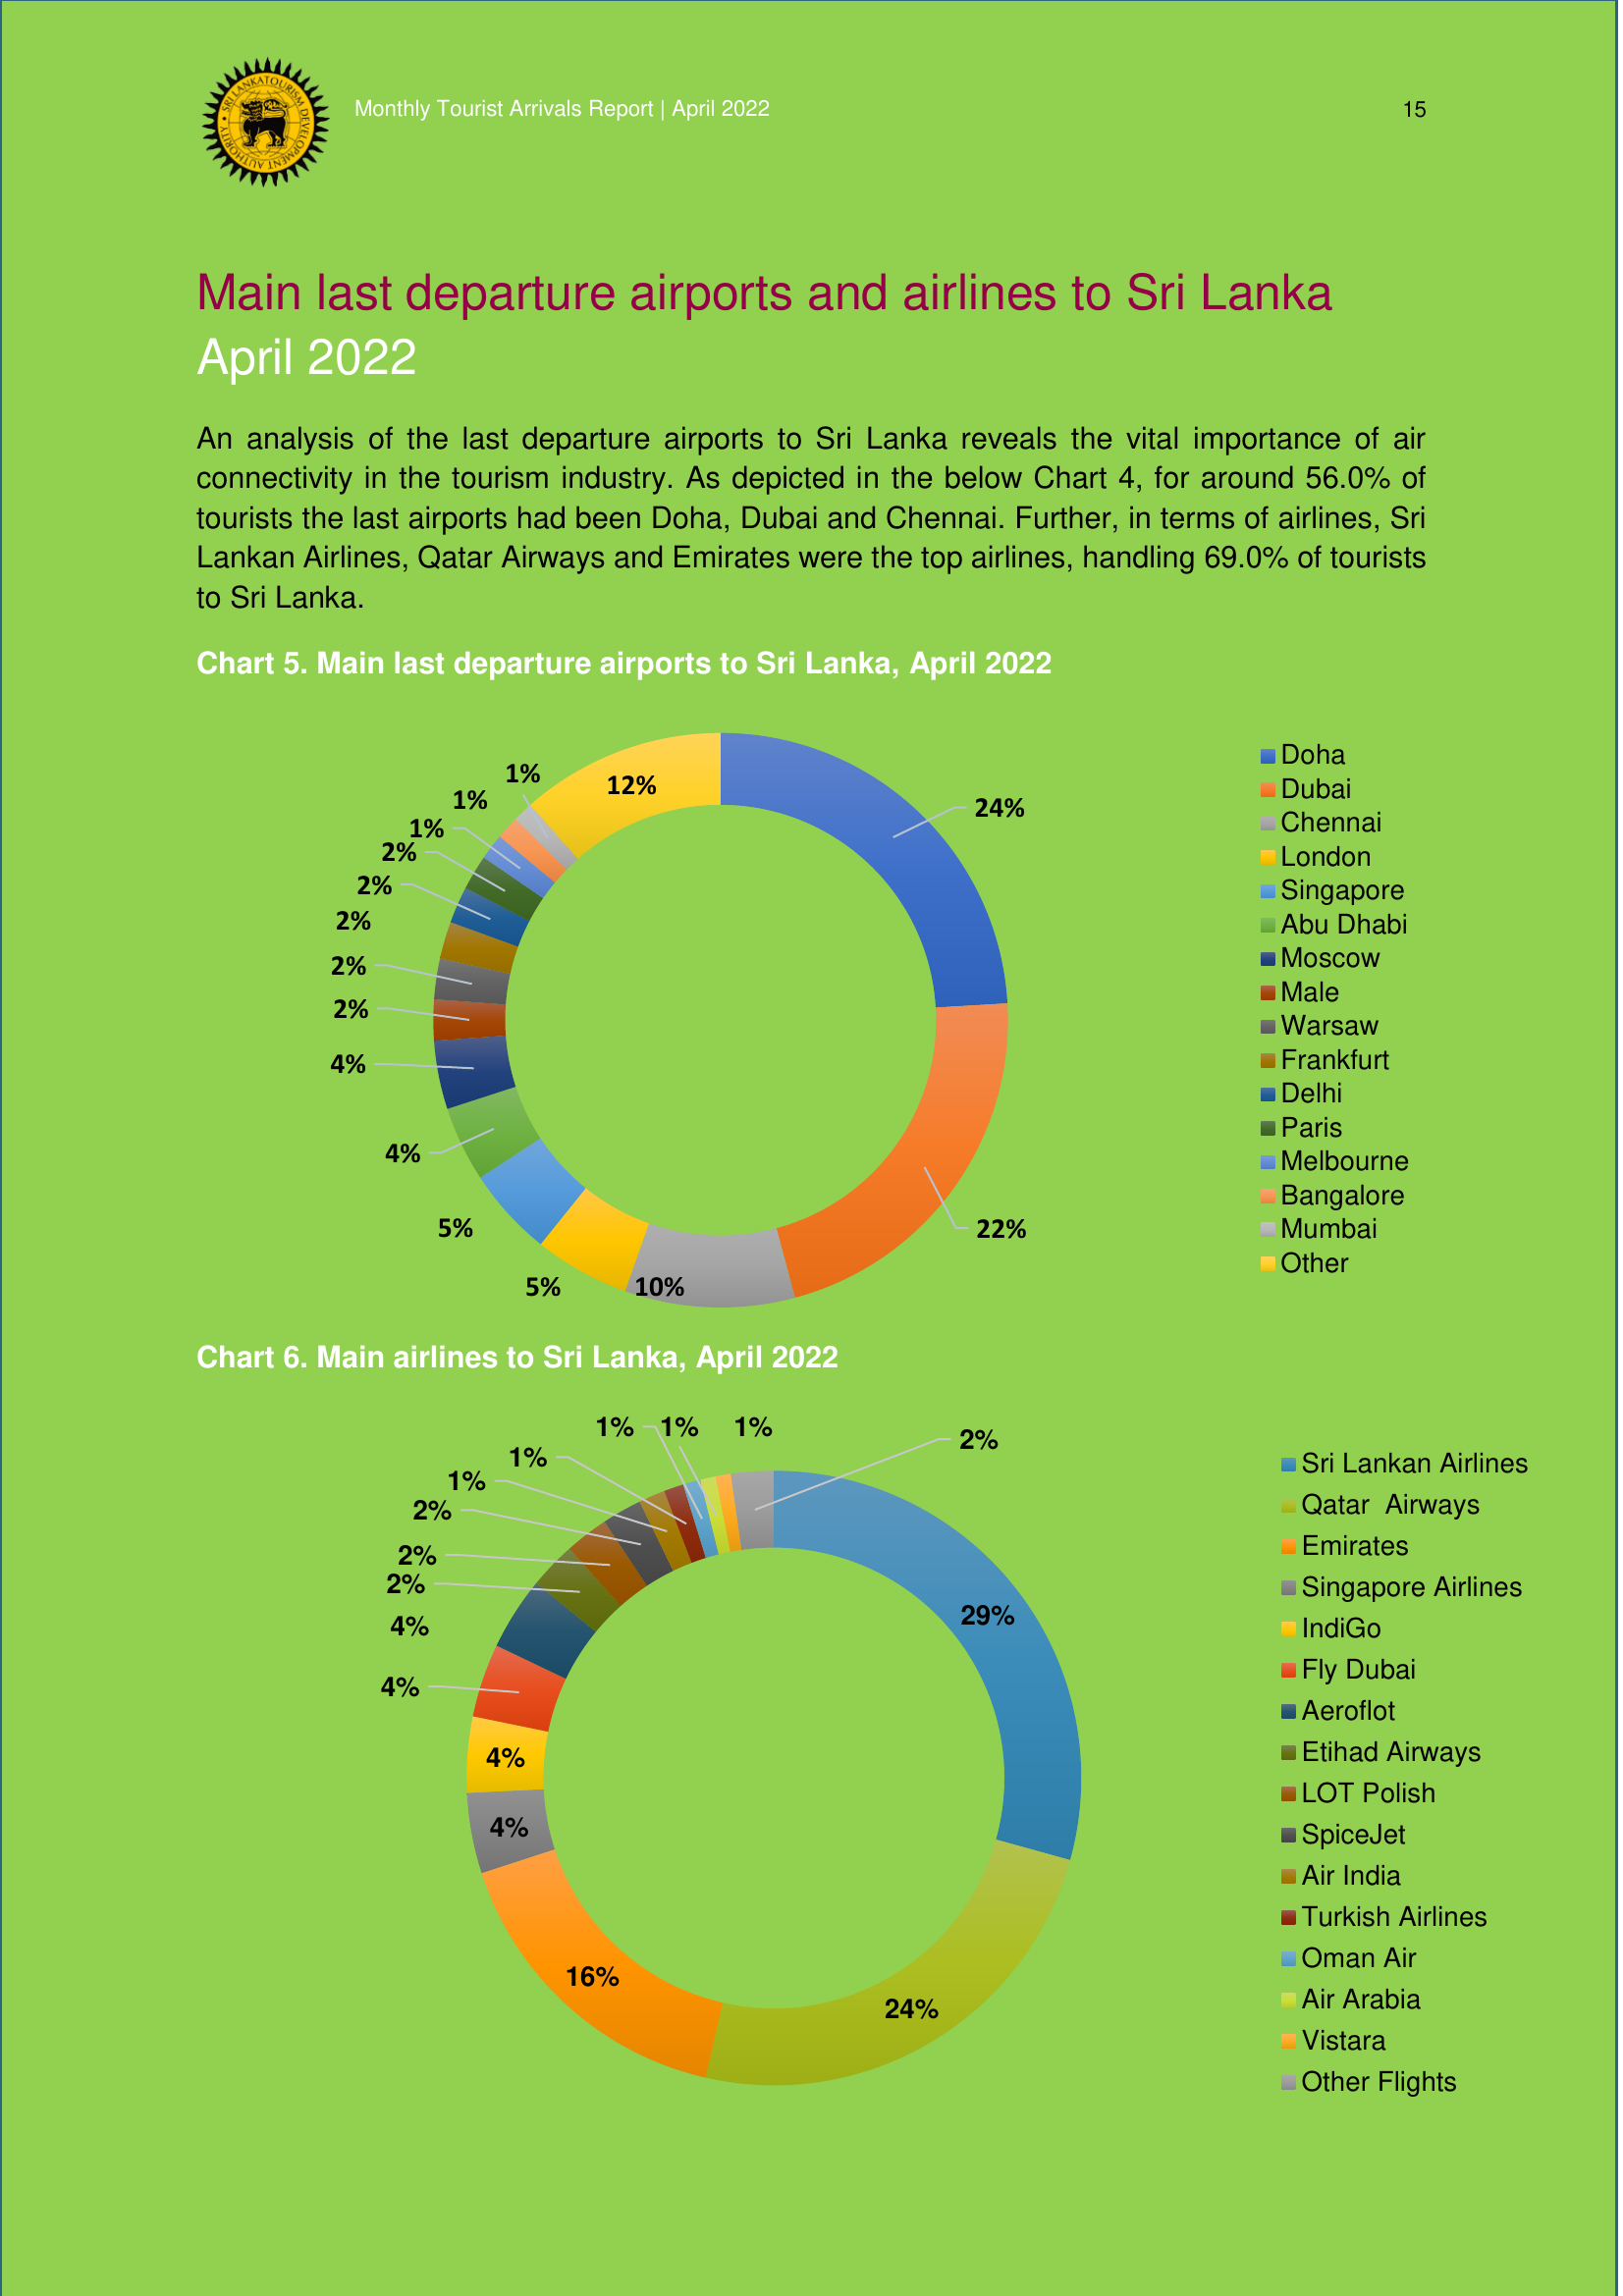 SRI LANKA TOURISM DEVELOPMENT AUTHORITY
Monthly Tourist Arrivals Report | April 2022
15
Main last departure airports and airlines to Sri Lanka
April 2022
An analysis of the last departure airports to Sri Lanka reveals the vital importance of air
connectivity in the tourism industry. As depicted in the below Chart 4, for around 56.0% of
tourists the last airports had been Doha, Dubai and Chennai. Further, in terms of airlines, Sri
Lankan Airlines, Qatar Airways and Emirates were the top airlines, handling 69.0% of tourists
to Sri Lanka.
Chart 5. Main last departure airports to Sri Lanka, April 2022
24%
22%
10%
5%
5%
4%
4%
2%
2%
2%
2%
2%
1%
1%
1%
12%
Doha
Dubai
Chennai
London
Singapore
Abu Dhabi
Moscow
Male
Warsaw
Frankfurt
Delhi
Paris
Melbourne
Bangalore
Mumbai
Other
Chart 6. Main airlines to Sri Lanka, April 2022
29%
24%
16%
4%
4%
4%
4%
2%
2%
2%
1%
1%
1%
1%
1%
2%
Sri Lankan Airlines
Qatar Airways
Emirates
Singapore Airlines
IndiGo
Fly Dubai
Aeroflot
Etihad Airways
LOT Polish
SpiceJet
Air India
Turkish Airlines
Oman Air
Air Arabia
Vistara
Other Flights